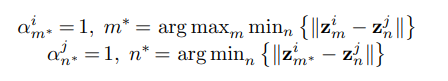 α^i_{m*} = 1, m* = arg max_m min_n {‖z^i_m − z^j_n‖}
α^j_{n*} = 1, n* = arg min_n {‖z^i_{m*} − z^j_n‖}